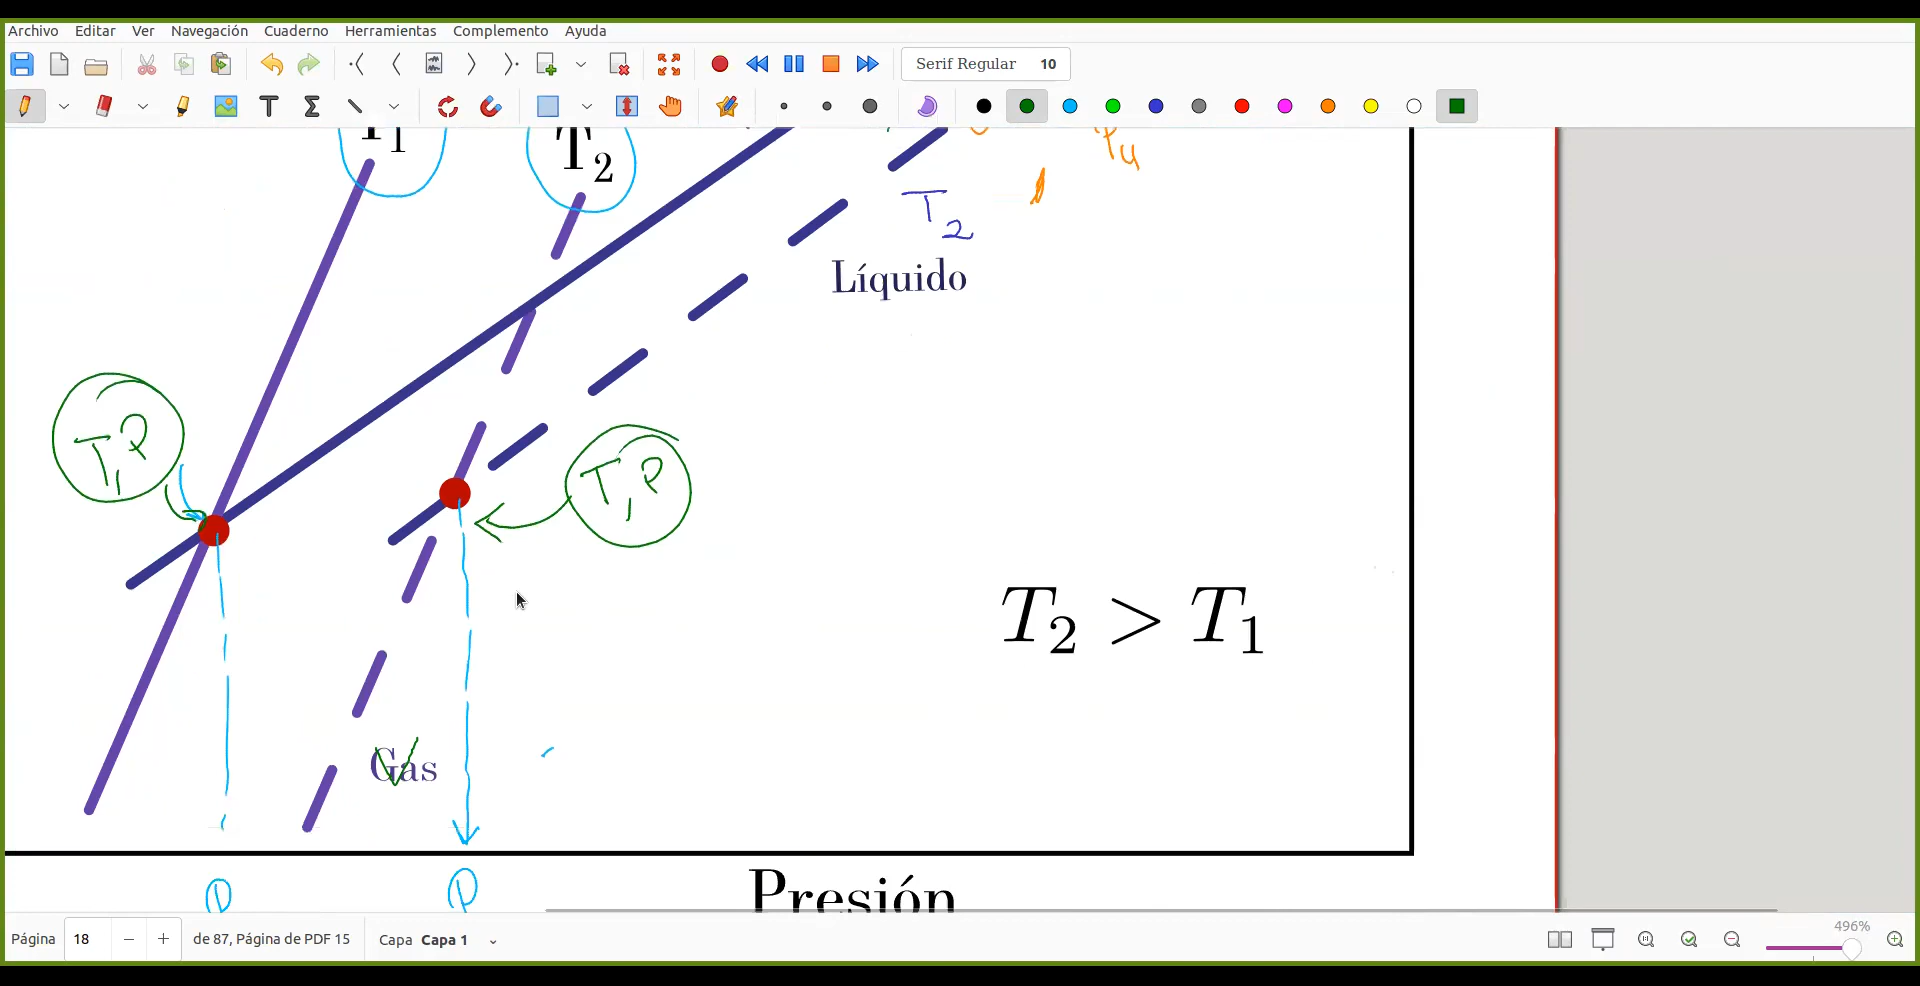 Archivo Editar Ver Navegación Cuaderno Herramientas Complemento Ayuda
Serif Regular 10
T1
T2
T2
Líquido
T,P
T,P
T2 > T1
Gas
P
P
Presión
Página 18 de 87, Página de PDF 15 Capa Capa 1
496%